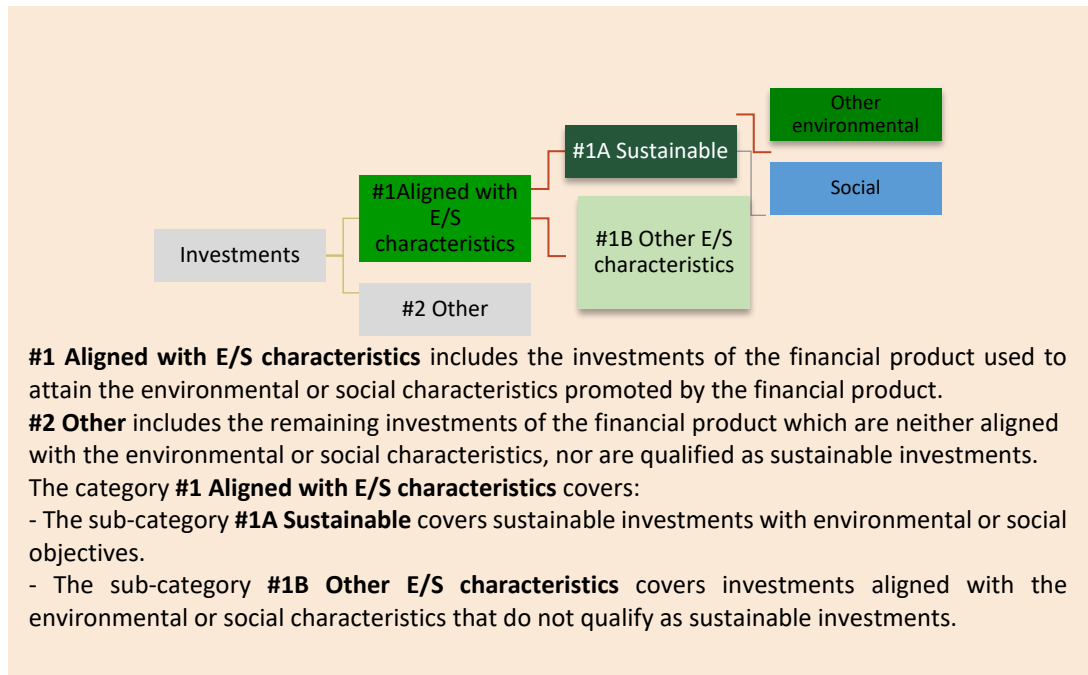 Other
environmental
#1A Sustainable
Social
#1Aligned with
E/S
characteristics
#1B Other E/S
characteristics
Investments
#2 Other
#1 Aligned with E/S characteristics includes the investments of the financial product used to
attain the environmental or social characteristics promoted by the financial product.
#2 Other includes the remaining investments of the financial product which are neither aligned
with the environmental or social characteristics, nor are qualified as sustainable investments.
The category #1 Aligned with E/S characteristics covers:
- The sub-category #1A Sustainable covers sustainable investments with environmental or social
objectives.
- The sub-category #1B Other E/S characteristics covers investments aligned with the
environmental or social characteristics that do not qualify as sustainable investments.